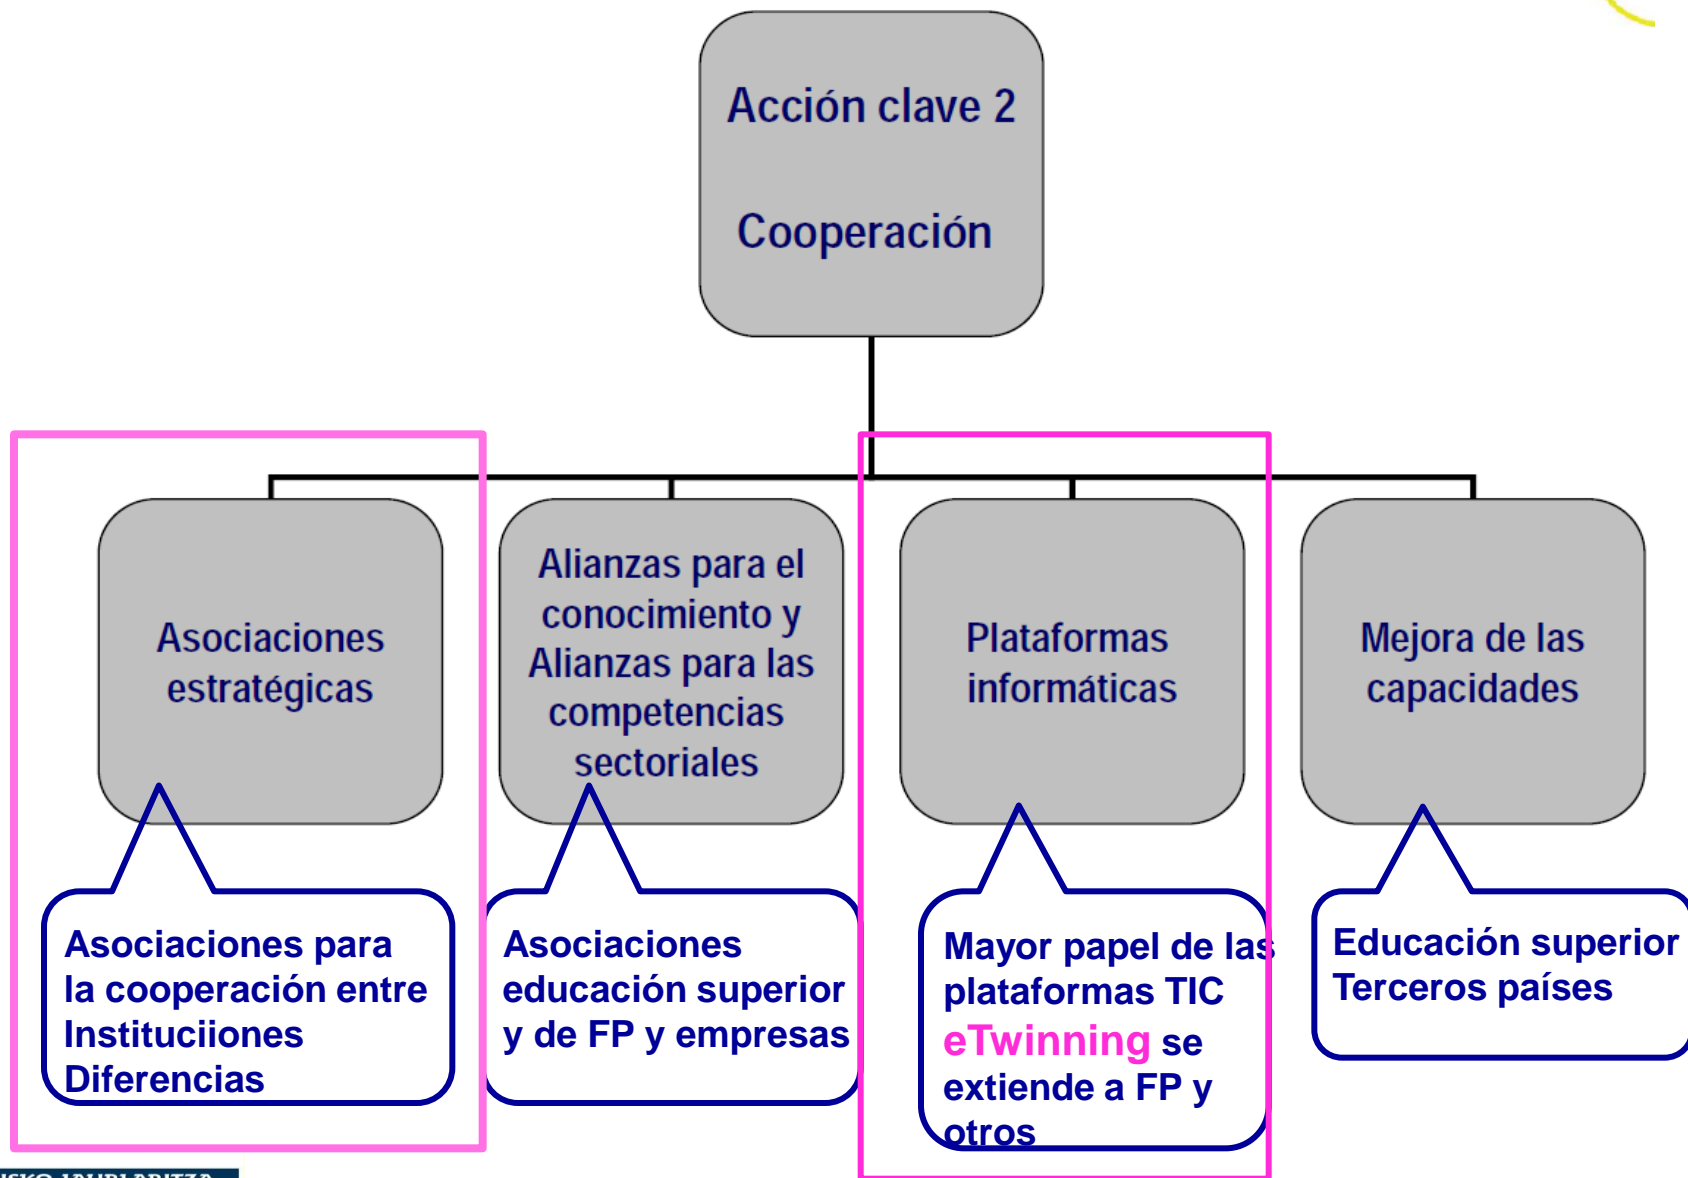 Acción clave 2
Cooperación
Asociaciones
estratégicas
Alianzas para el
conocimiento y
Alianzas para las
competencias
sectoriales
Plataformas
informáticas
Mejora de las
capacidades
Asociaciones para
la cooperación entre
Instituciiones
Diferencias
Asociaciones
educación superior
y de FP y empresas
Mayor papel de las
plataformas TIC
eTwinning se
extiende a FP y
otros
Educación superior
Terceros países